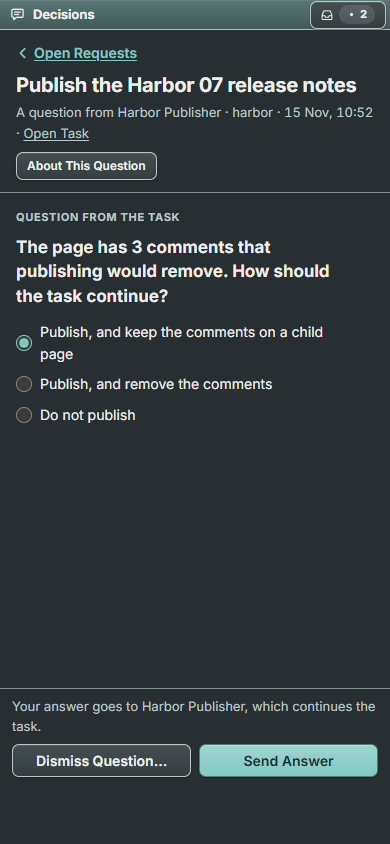 Decisions
• 2
Open Requests
Publish the Harbor 07 release notes
A question from Harbor Publisher · harbor · 15 Nov, 10:52
· Open Task
About This Question
QUESTION FROM THE TASK
The page has 3 comments that
publishing would remove. How should
the task continue?
Publish, and keep the comments on a child
page
Publish, and remove the comments
Do not publish
Your answer goes to Harbor Publisher, which continues the
task.
Dismiss Question...
Send Answer